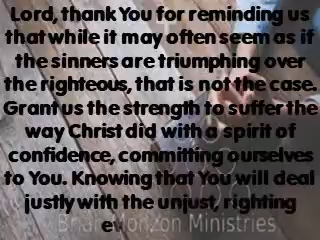 Lord, thank You for reminding us
that while it may often seem as if
the sinners are triumphing over
the righteous, that is not the case.
Grant us the strength to suffer the
way Christ did with a spirit of
confidence, committing ourselves
to You. Knowing that You will deal
justly with the unjust, righting
Brian Monzon Ministries